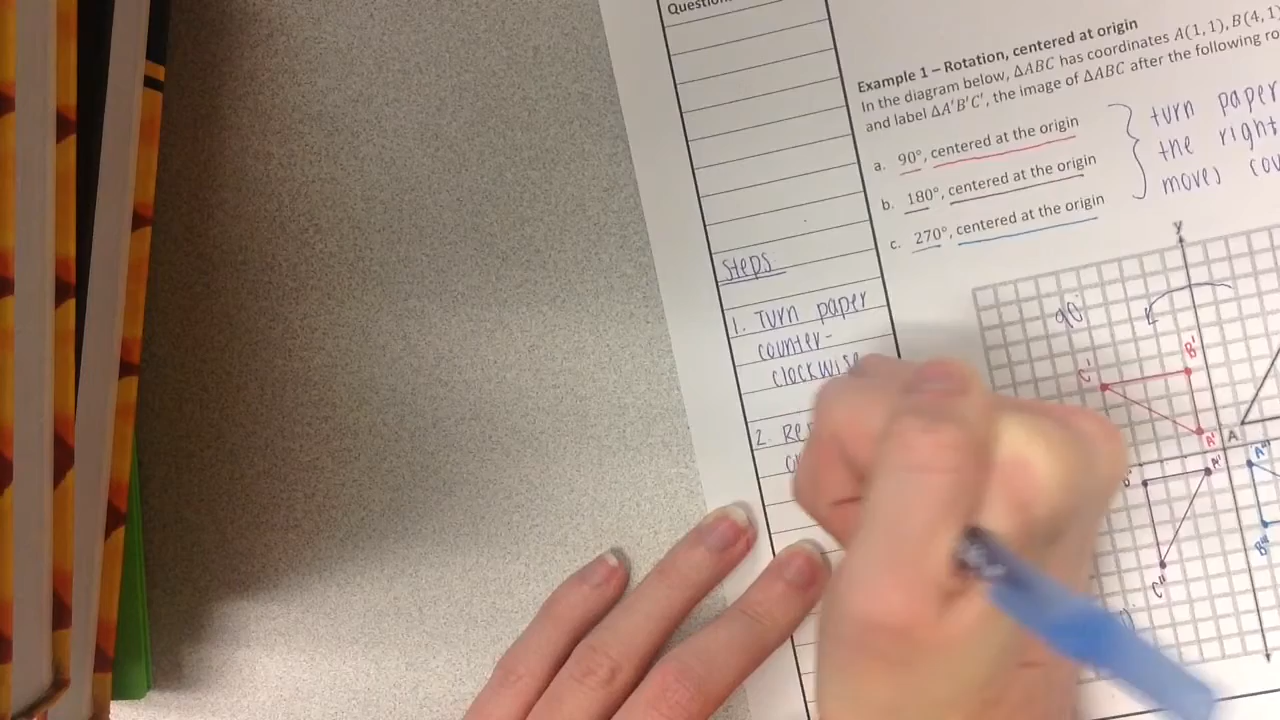 Question
Example 1 – Rotation, centered at origin
In the diagram below, ΔABC has coordinates A(1, 1), B(4, 1)
and label ΔA'B'C', the image of ΔABC after the following ro
a. 90°, centered at the origin
b. 180°, centered at the origin
c. 270°, centered at the origin
turn paper
the right
moves cou
Steps
1. Turn paper
counter-
clockwise
2. Re
y
90°
B'
C'
A'
A
A'
A'''
B'''
C''